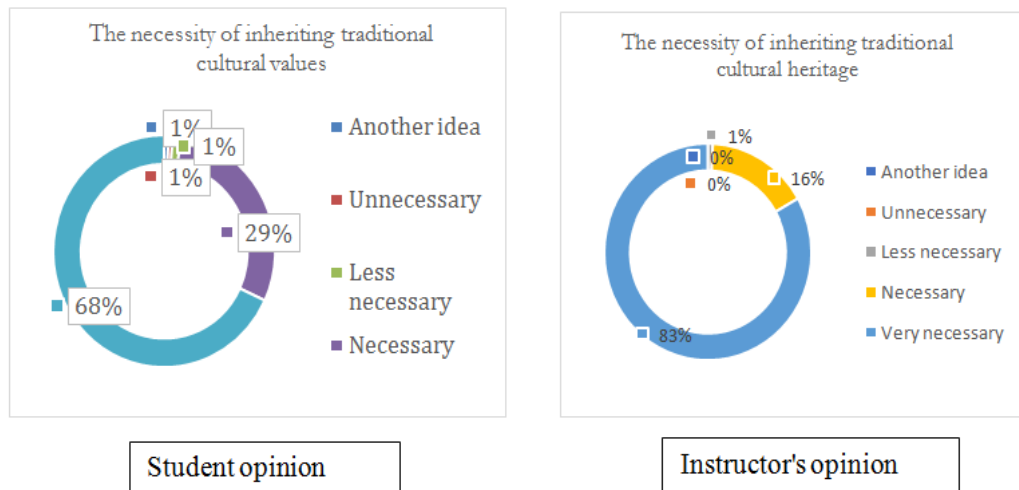 The necessity of inheriting traditional
cultural values
1%
1%
1%
29%
68%
Another idea
Unnecessary
Less
necessary
Necessary
Student opinion
The necessity of inheriting traditional
cultural heritage
1%
0%
0%
16%
83%
Another idea
Unnecessary
Less necessary
Necessary
Very necessary
Instructor's opinion